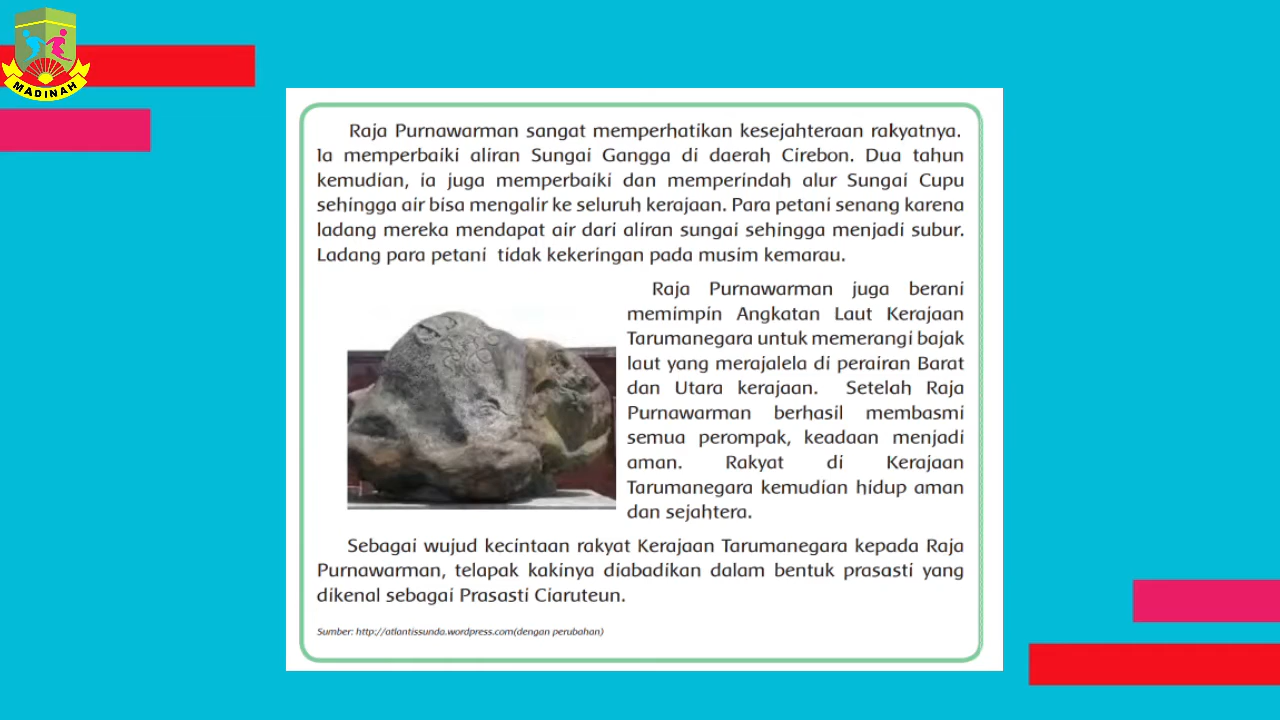 MADINAH
Raja Purnawarman sangat memperhatikan kesejahteraan rakyatnya.
Ia memperbaiki aliran Sungai Gangga di daerah Cirebon. Dua tahun
kemudian, ia juga memperbaiki dan memperindah alur Sungai Cupu
sehingga air bisa mengalir ke seluruh kerajaan. Para petani senang karena
ladang mereka mendapat air dari aliran sungai sehingga menjadi subur.
Ladang para petani tidak kekeringan pada musim kemarau.
Raja Purnawarman juga berani
memimpin Angkatan Laut Kerajaan
Tarumanegara untuk memerangi bajak
laut yang merajalela di perairan Barat
dan Utara kerajaan. Setelah Raja
Purnawarman berhasil membasmi
semua perompak, keadaan menjadi
aman. Rakyat di Kerajaan
Tarumanegara kemudian hidup aman
dan sejahtera.
Sebagai wujud kecintaan rakyat Kerajaan Tarumanegara kepada Raja
Purnawarman, telapak kakinya diabadikan dalam bentuk prasasti yang
dikenal sebagai Prasasti Ciaruteun.
Sumber: http://atlantissunda.wordpress.com(dengan perubahan)